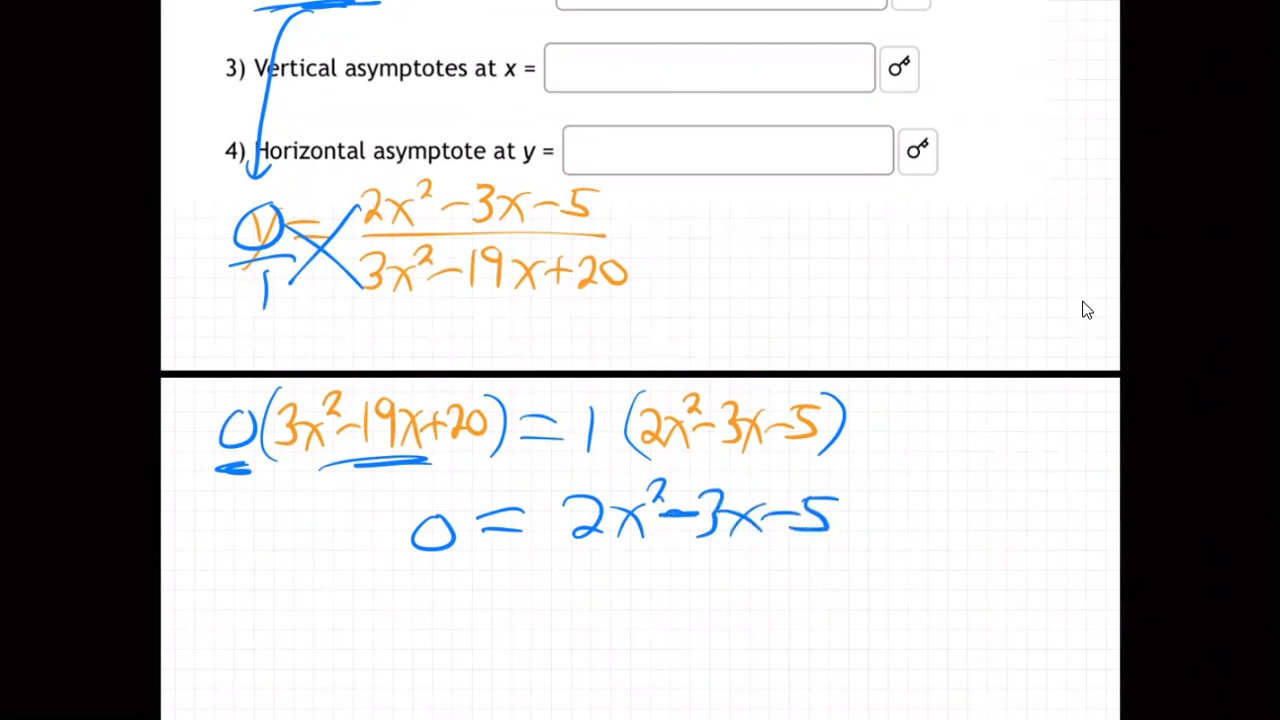 3) Vertical asymptotes at x =
4) Horizontal asymptote at y =
y = 2x² - 3x - 5
0/1 3x² - 19x + 20
0(3x² - 19x + 20) = 1(2x² - 3x - 5)
0 = 2x² - 3x - 5